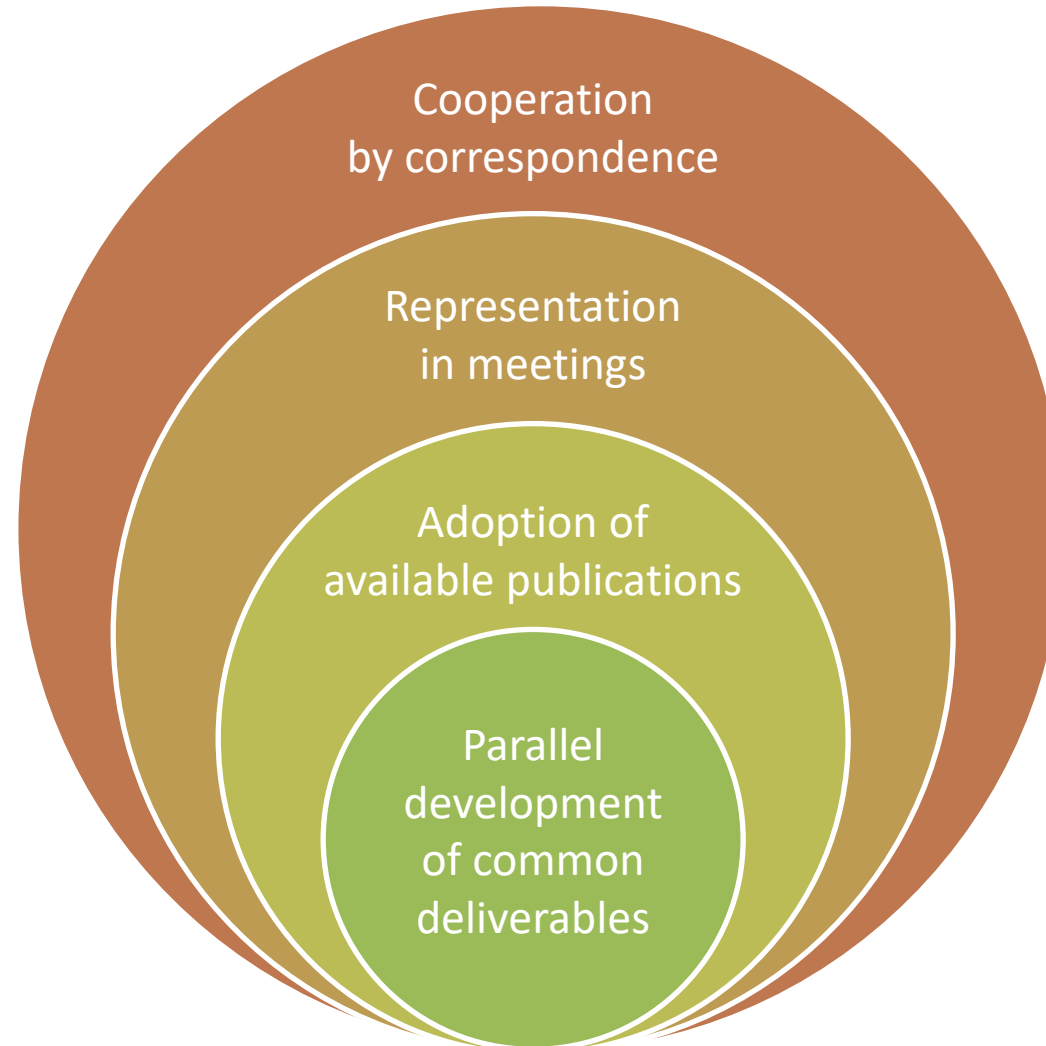 Cooperation
by correspondence
Representation
in meetings
Adoption of
available publications
Parallel
development
of common
deliverables